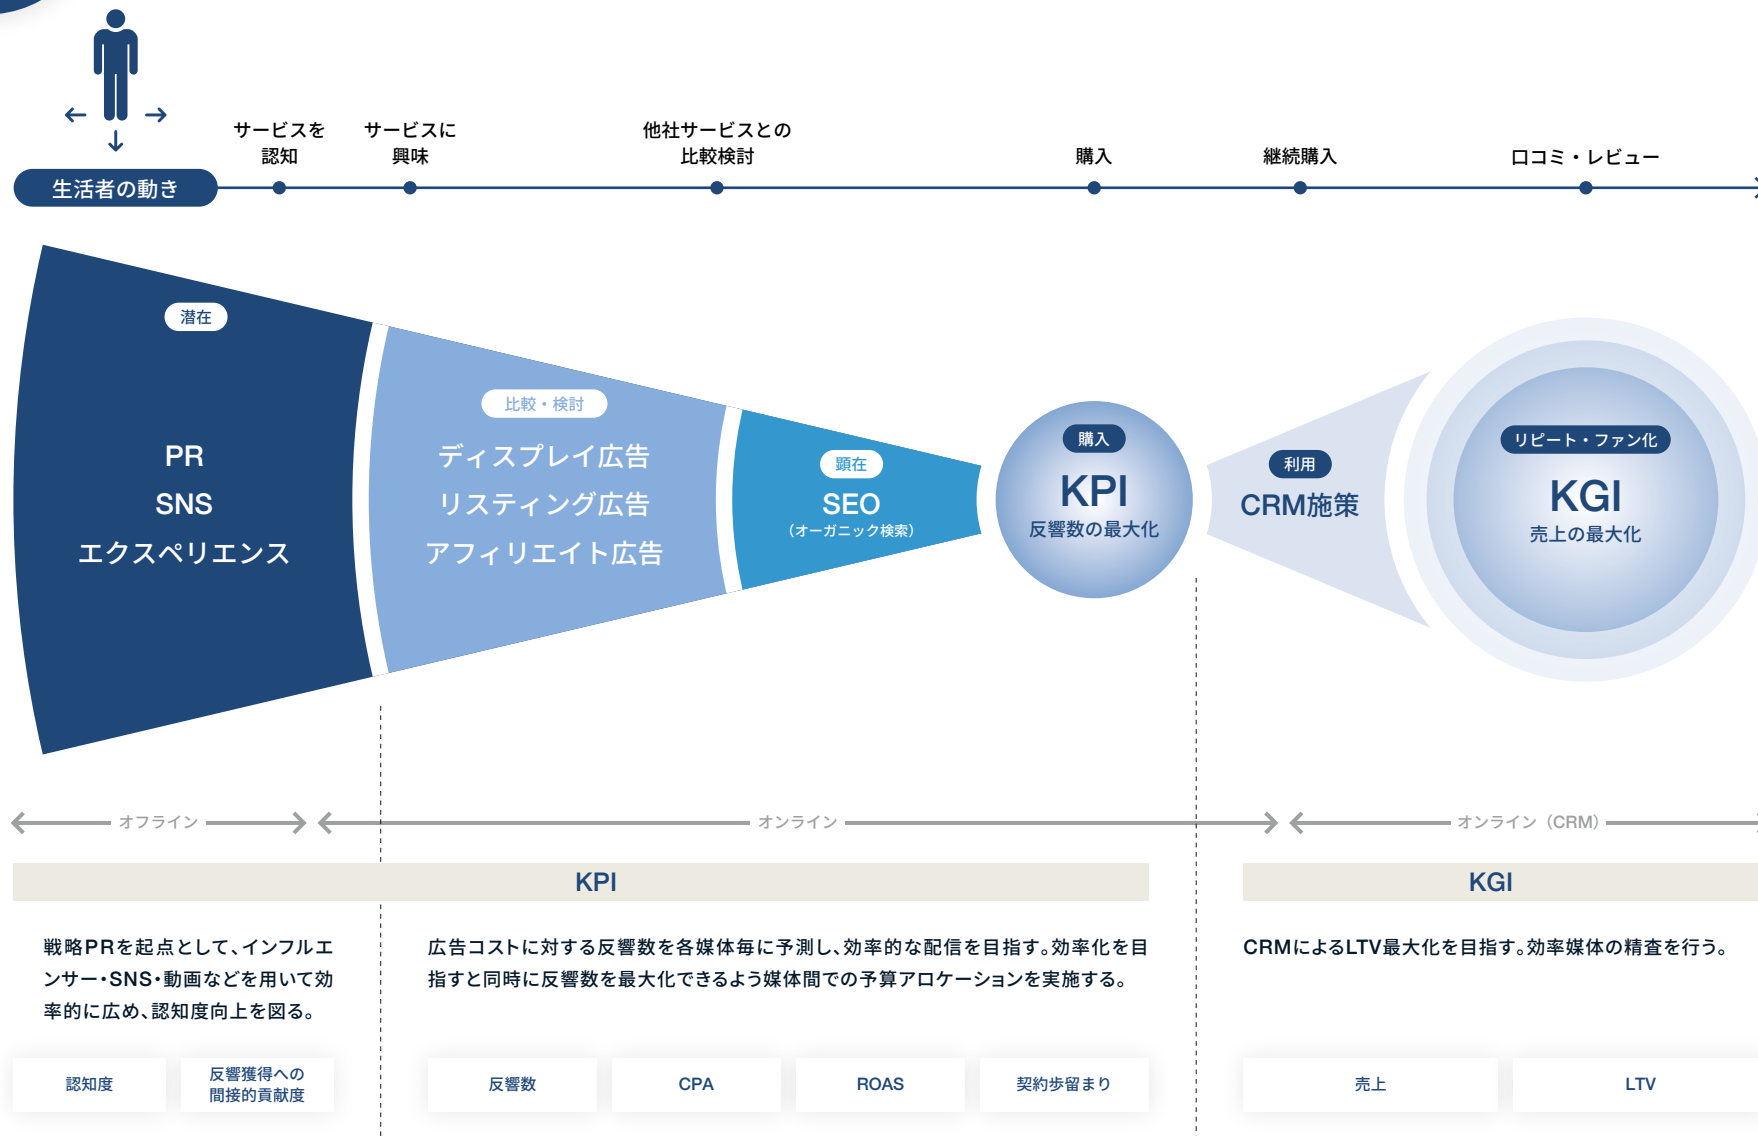 サービスを
認知
サービスに
興味
他社サービスとの
比較検討
購入
継続購入
口コミ・レビュー
生活者の動き
潜在
PR
SNS
エクスペリエンス
比較・検討
ディスプレイ広告
リスティング広告
アフィリエイト広告
顕在
SEO
（オーガニック検索）
購入
KPI
反響数の最大化
利用
CRM施策
リピート・ファン化
KGI
売上の最大化
オフライン
オンライン
オンライン（CRM）
KPI
KGI
戦略PRを起点として、インフルエ
ンサー・SNS・動画などを用いて効
率的に広め、認知度向上を図る。
広告コストに対する反響数を各媒体毎に予測し、効率的な配信を目指す。効率化を目
指すと同時に反響数を最大化できるよう媒体間での予算アロケーションを実施する。
CRMによるLTV最大化を目指す。効率媒体の精査を行う。
認知度
反響獲得への
間接的貢献度
反響数
CPA
ROAS
契約歩留まり
売上
LTV